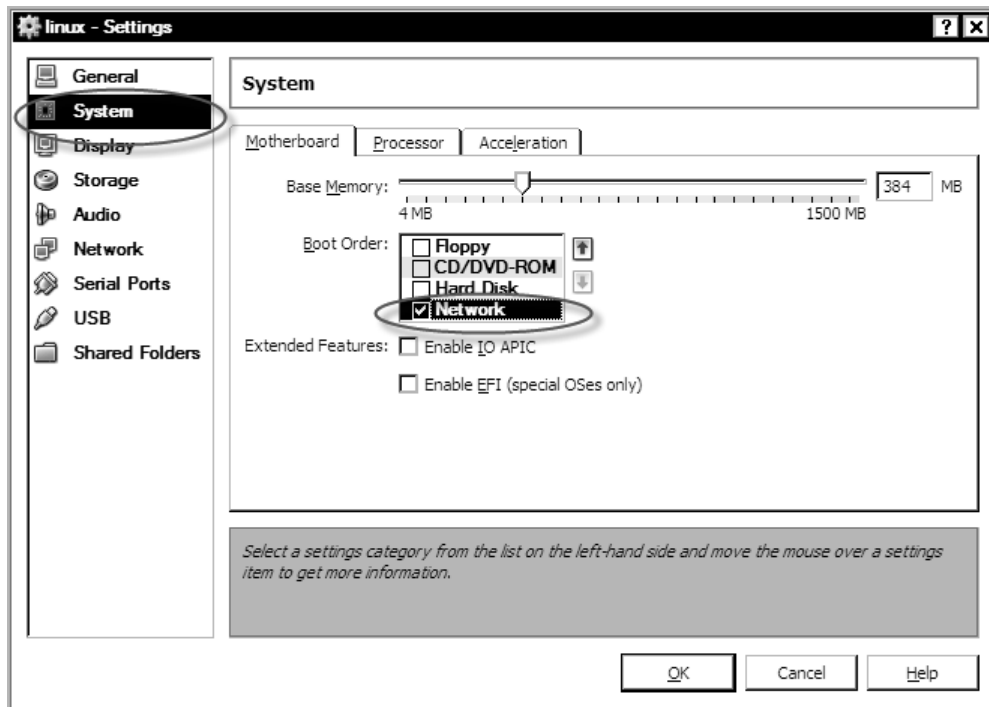 linux - Settings
? X
General
System
Display
Storage
Audio
Network
Serial Ports
USB
Shared Folders
System
Motherboard Processor Acceleration
Base Memory: 384 MB
4 MB 1500 MB
Boot Order: Floppy
CD/DVD-ROM
Hard Disk
Network
Extended Features: Enable IO APIC
Enable EFI (special OSes only)
Select a settings category from the list on the left-hand side and move the mouse over a settings
item to get more information.
OK Cancel Help